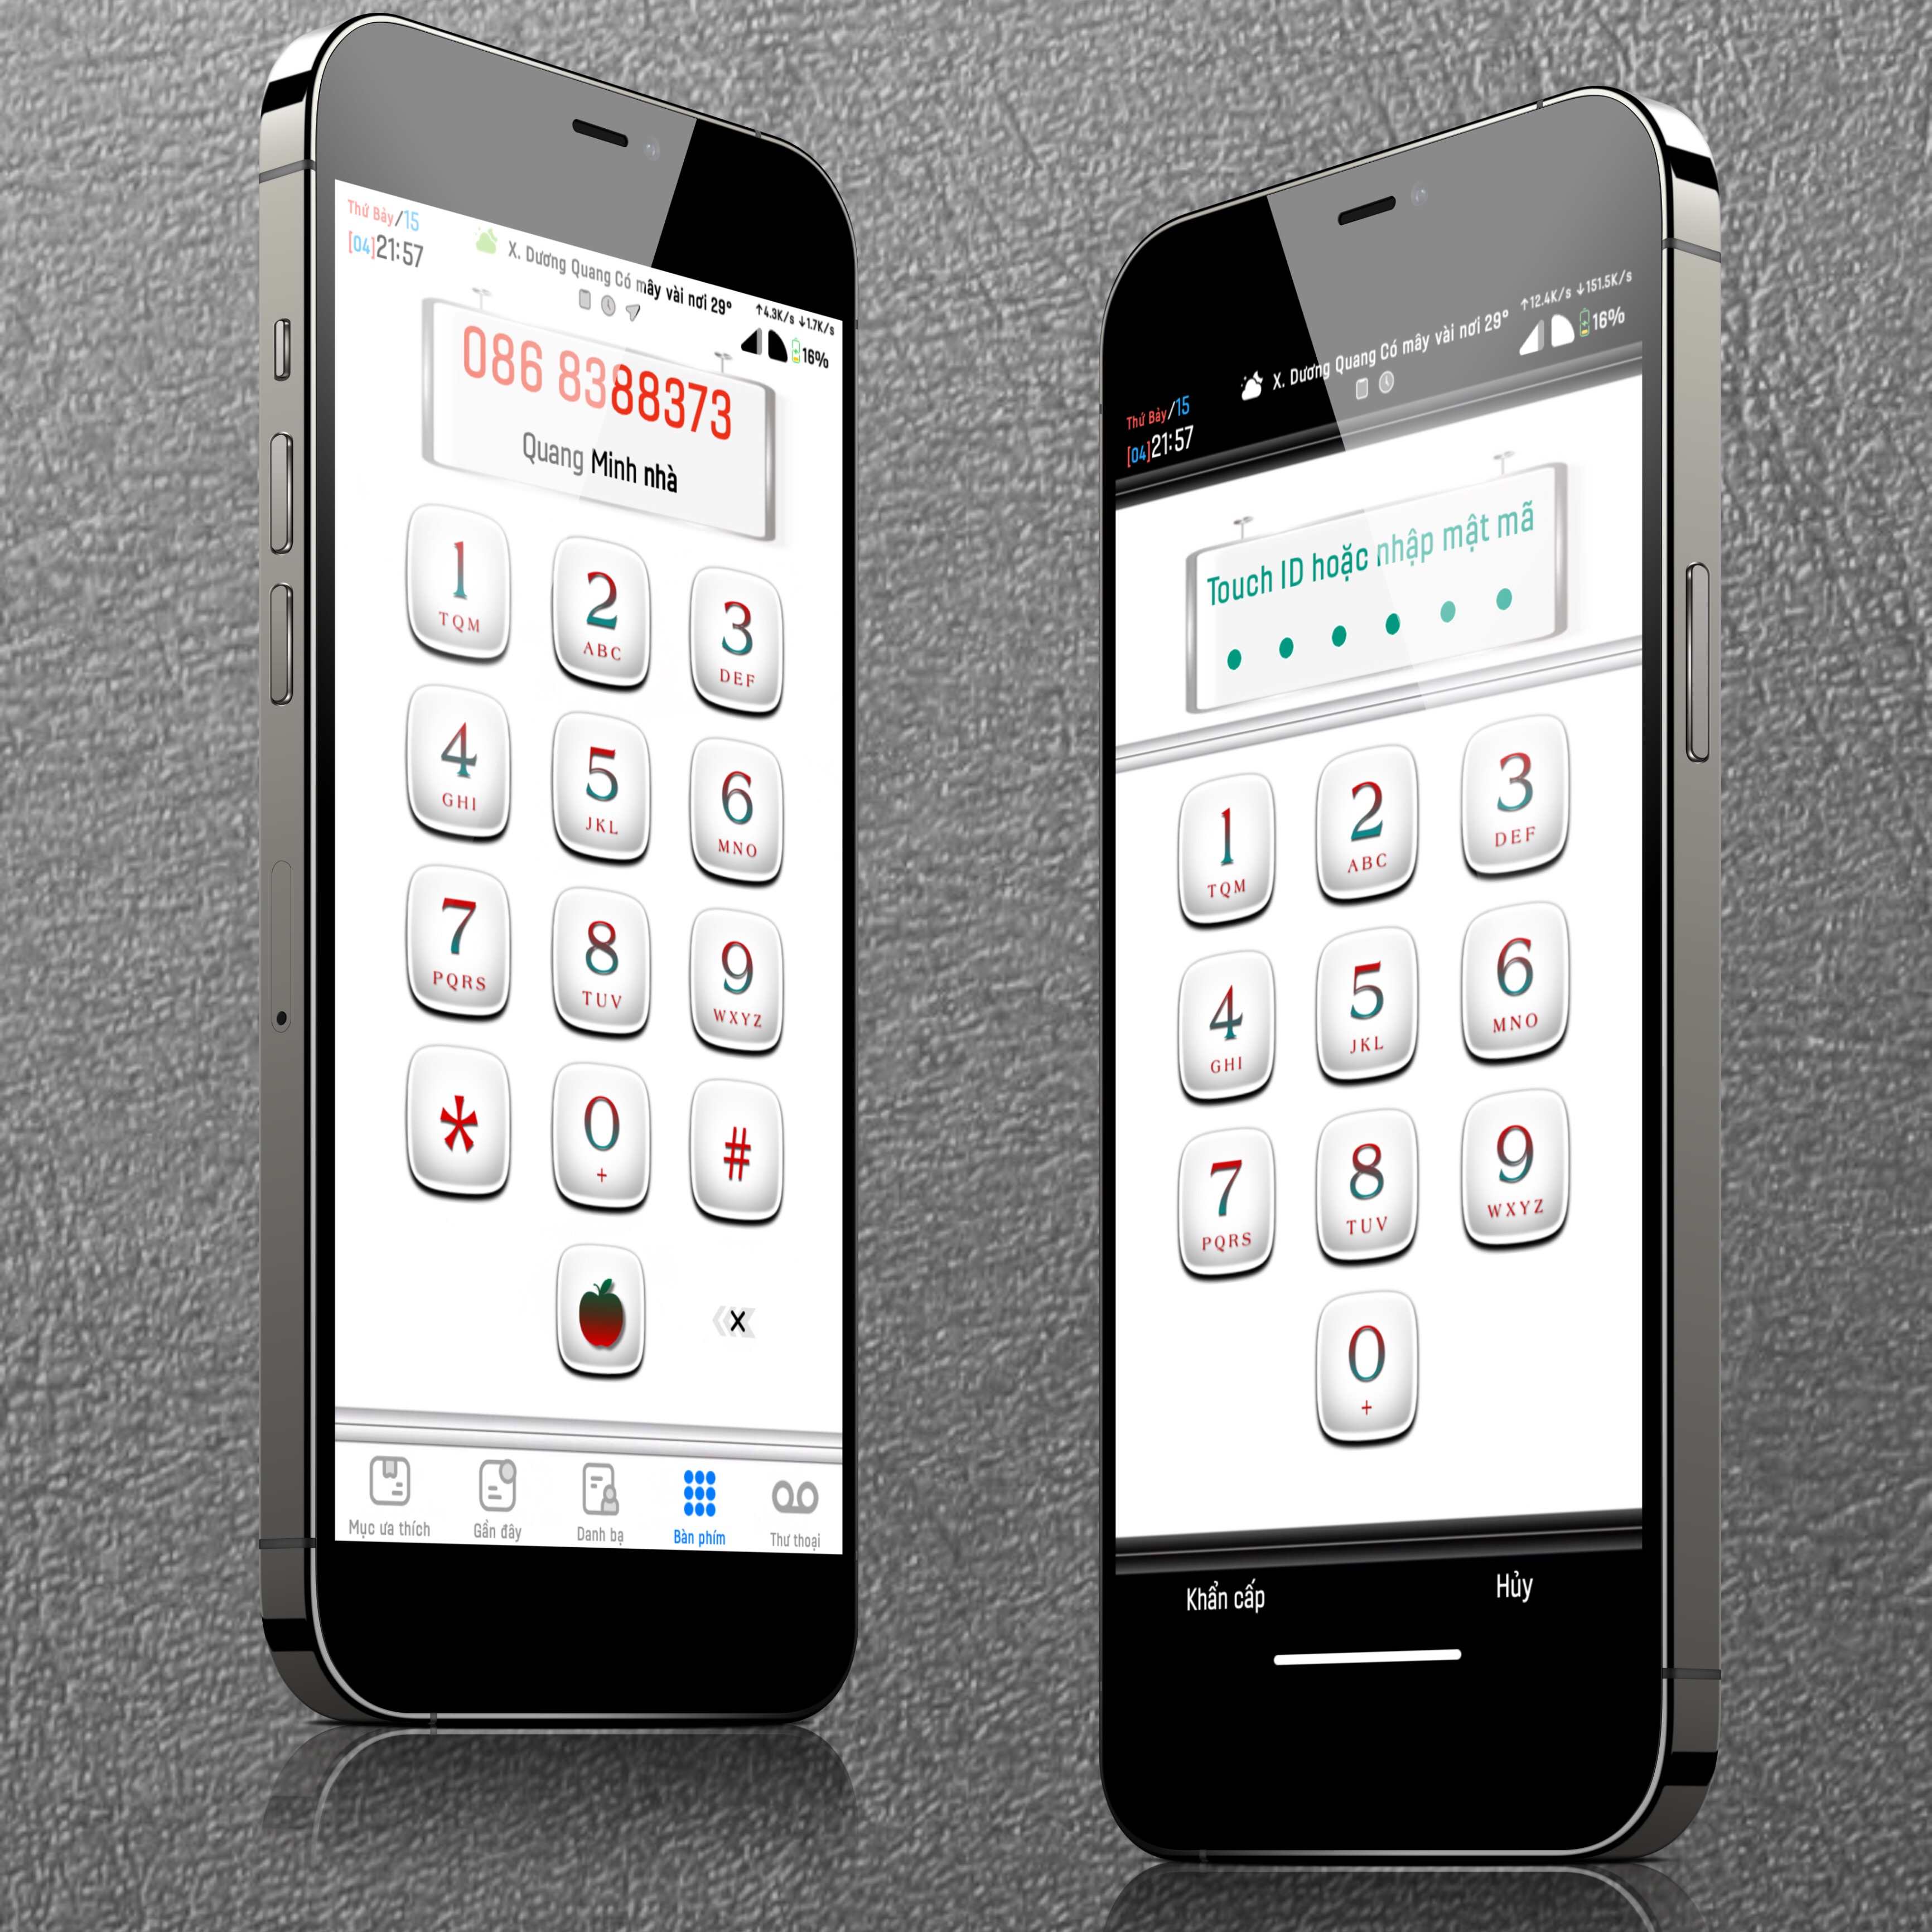 Thứ Bảy/15
[04]21:57
X. Dương Quang Có mây vài nơi 29°
↑4.3K/s ↓1.7K/s
16%
086 8388373
Quang Minh nhà
1
TQM
2
ABC
3
DEF
4
GHI
5
JKL
6
MNO
7
PQRS
8
TUV
9
WXYZ
*
0
+
#
Mục ưa thích
Gần đây
Danh bạ
Bàn phím
Thư thoại
Thứ Bảy/15
[04]21:57
X. Dương Quang Có mây vài nơi 29°
↑12.4K/s ↓151.5K/s
16%
Touch ID hoặc nhập mật mã
1
TQM
2
ABC
3
DEF
4
GHI
5
JKL
6
MNO
7
PQRS
8
TUV
9
WXYZ
0
+
Khẩn cấp
Hủy